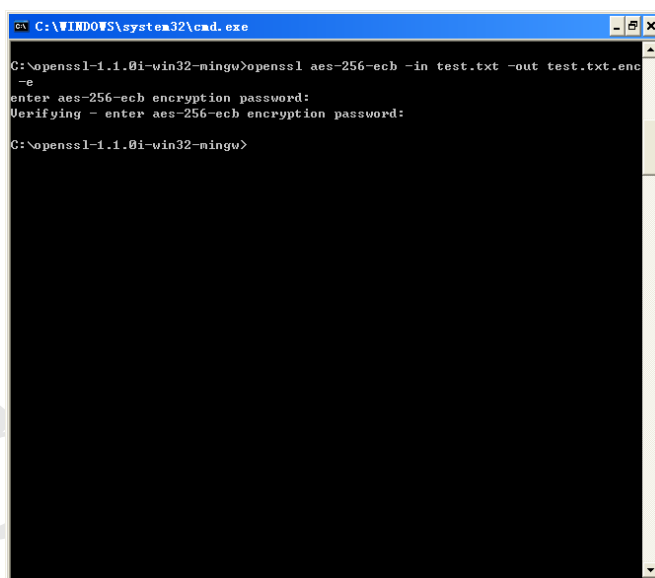 C:\WINDOWS\system32\cmd.exe
C:\openssl-1.1.0i-win32-mingw>openssl aes-256-ecb -in test.txt -out test.txt.enc
-e
enter aes-256-ecb encryption password:
Verifying - enter aes-256-ecb encryption password:
C:\openssl-1.1.0i-win32-mingw>